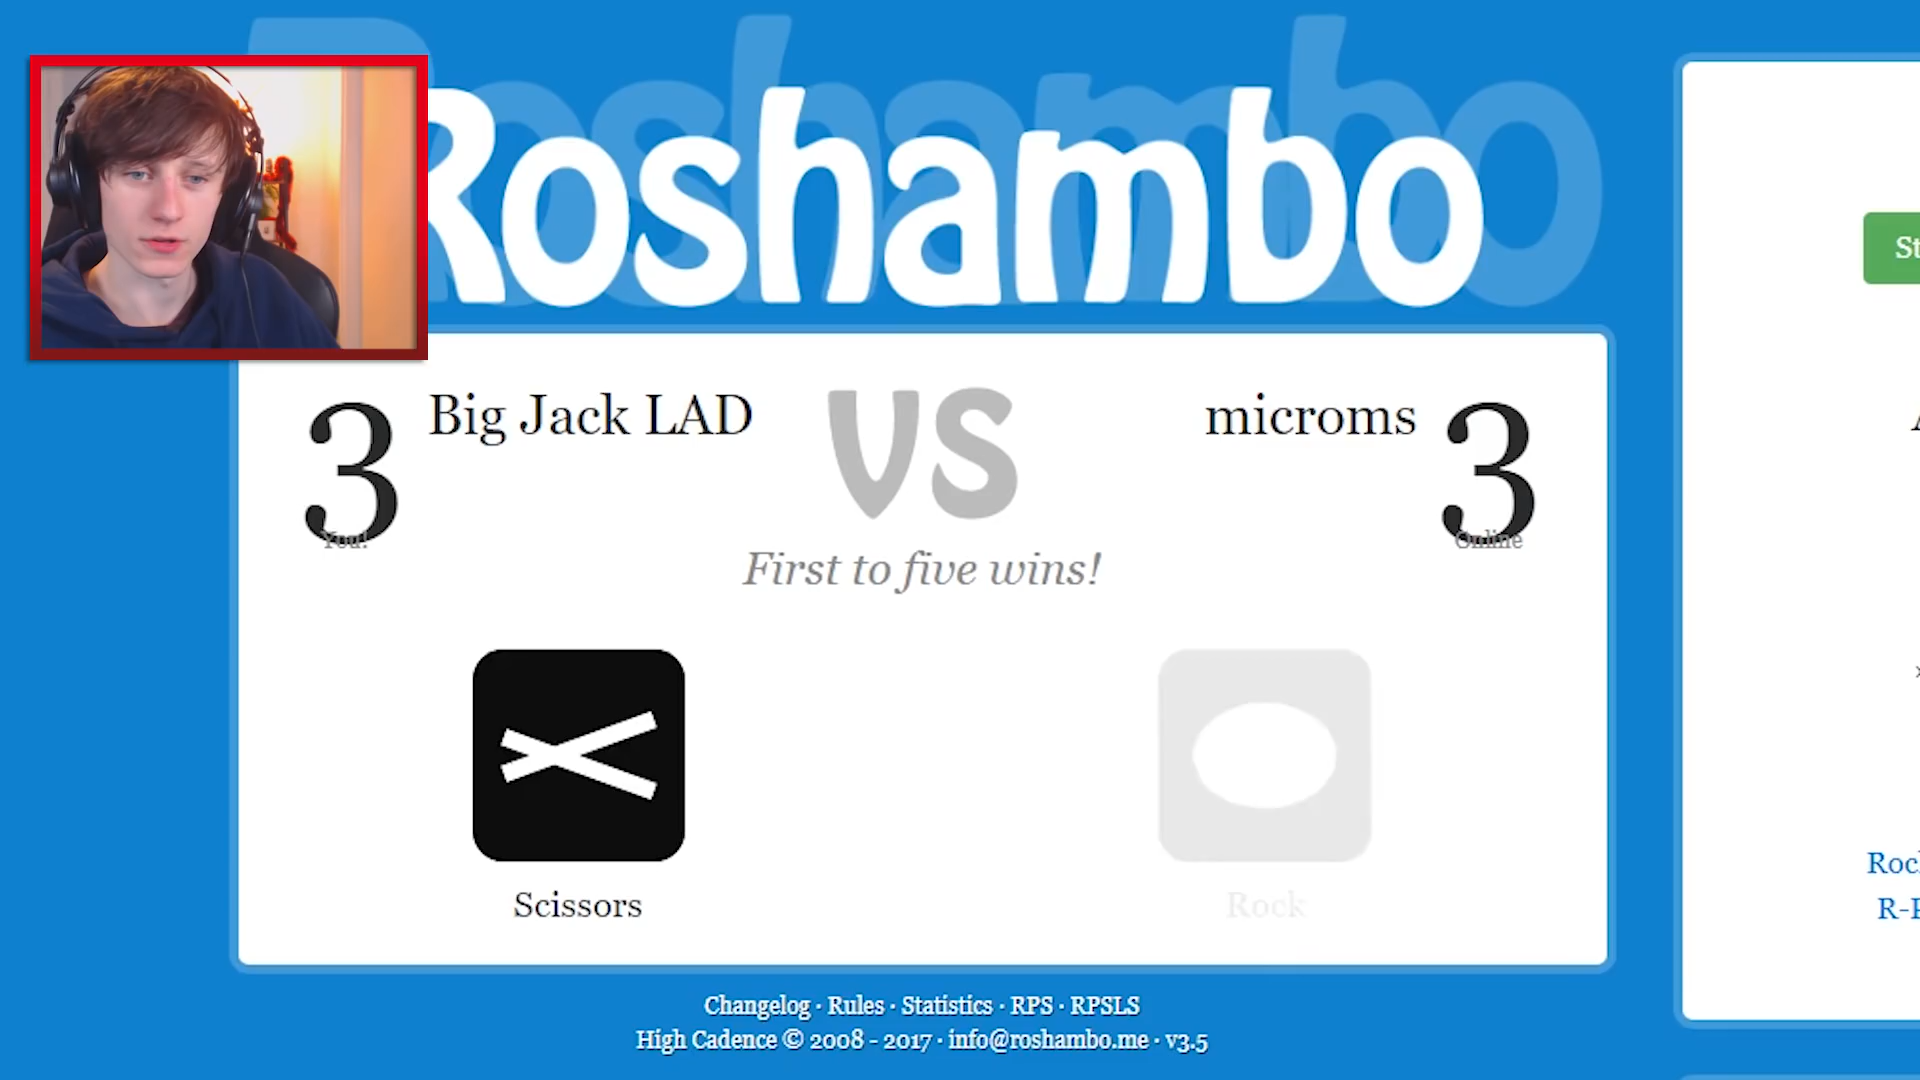 Roshambo
3 Big Jack LAD VS microms 3
You! Online
First to five wins!
Scissors Rock
Changelog · Rules · Statistics · RPS · RPSLS
High Cadence © 2008 - 2017 · info@roshambo.me · v3.5